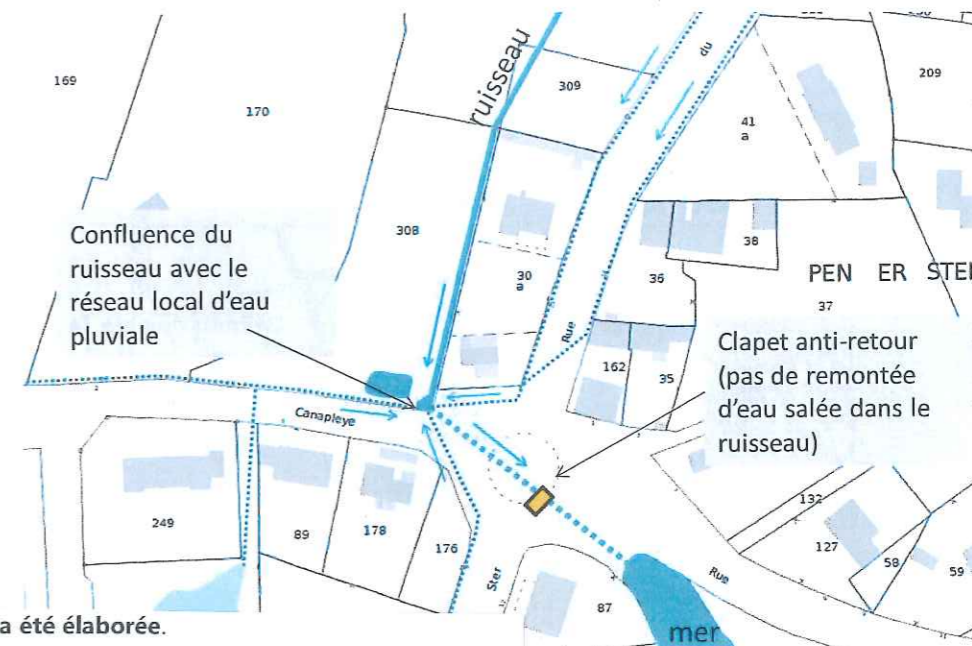 169
170
ruisseau
309
du
41
a
209
Confluence du
ruisseau avec le
réseau local d'eau
pluviale
308
30
a
Rue
36
38
PEN ER STE
37
162
35
Clapet anti-retour
(pas de remontée
d'eau salée dans le
ruisseau)
Canapleye
249
89
178
176
Ster
87
Rue
132
127
58
59
mer
a été élaborée.